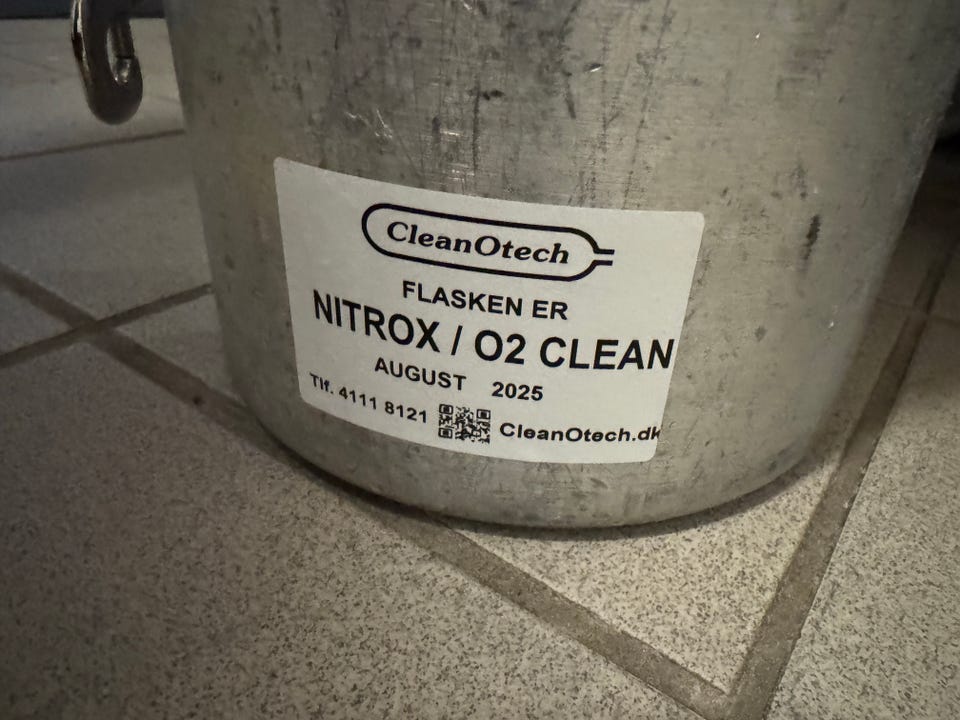 CleanOtech
FLASKEN ER
NITROX / O2 CLEAN
AUGUST 2025
Tlf. 4111 8121 CleanOtech.dk